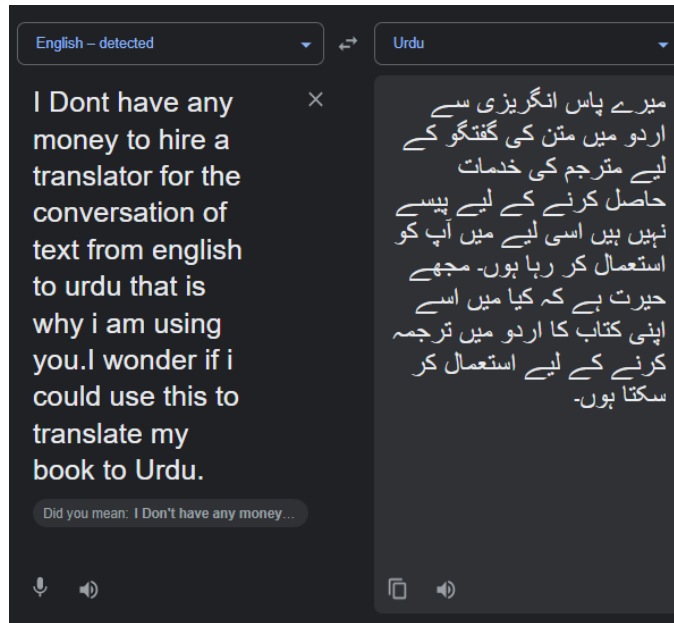 English – detected
Urdu
I Dont have any
money to hire a
translator for the
conversation of
text from english
to urdu that is
why i am using
you.I wonder if i
could use this to
translate my
book to Urdu.
Did you mean: I Don't have any money...
میرے پاس انگریزی سے
اردو میں متن کی گفتگو کے
لیے مترجم کی خدمات
حاصل کرنے کے لیے پیسے
نہیں ہیں اسی لیے میں آپ کو
استعمال کر رہا ہوں۔ مجھے
حیرت ہے کہ کیا میں اسے
اپنی کتاب کا اردو میں ترجمہ
کرنے کے لیے استعمال کر
سکتا ہوں۔